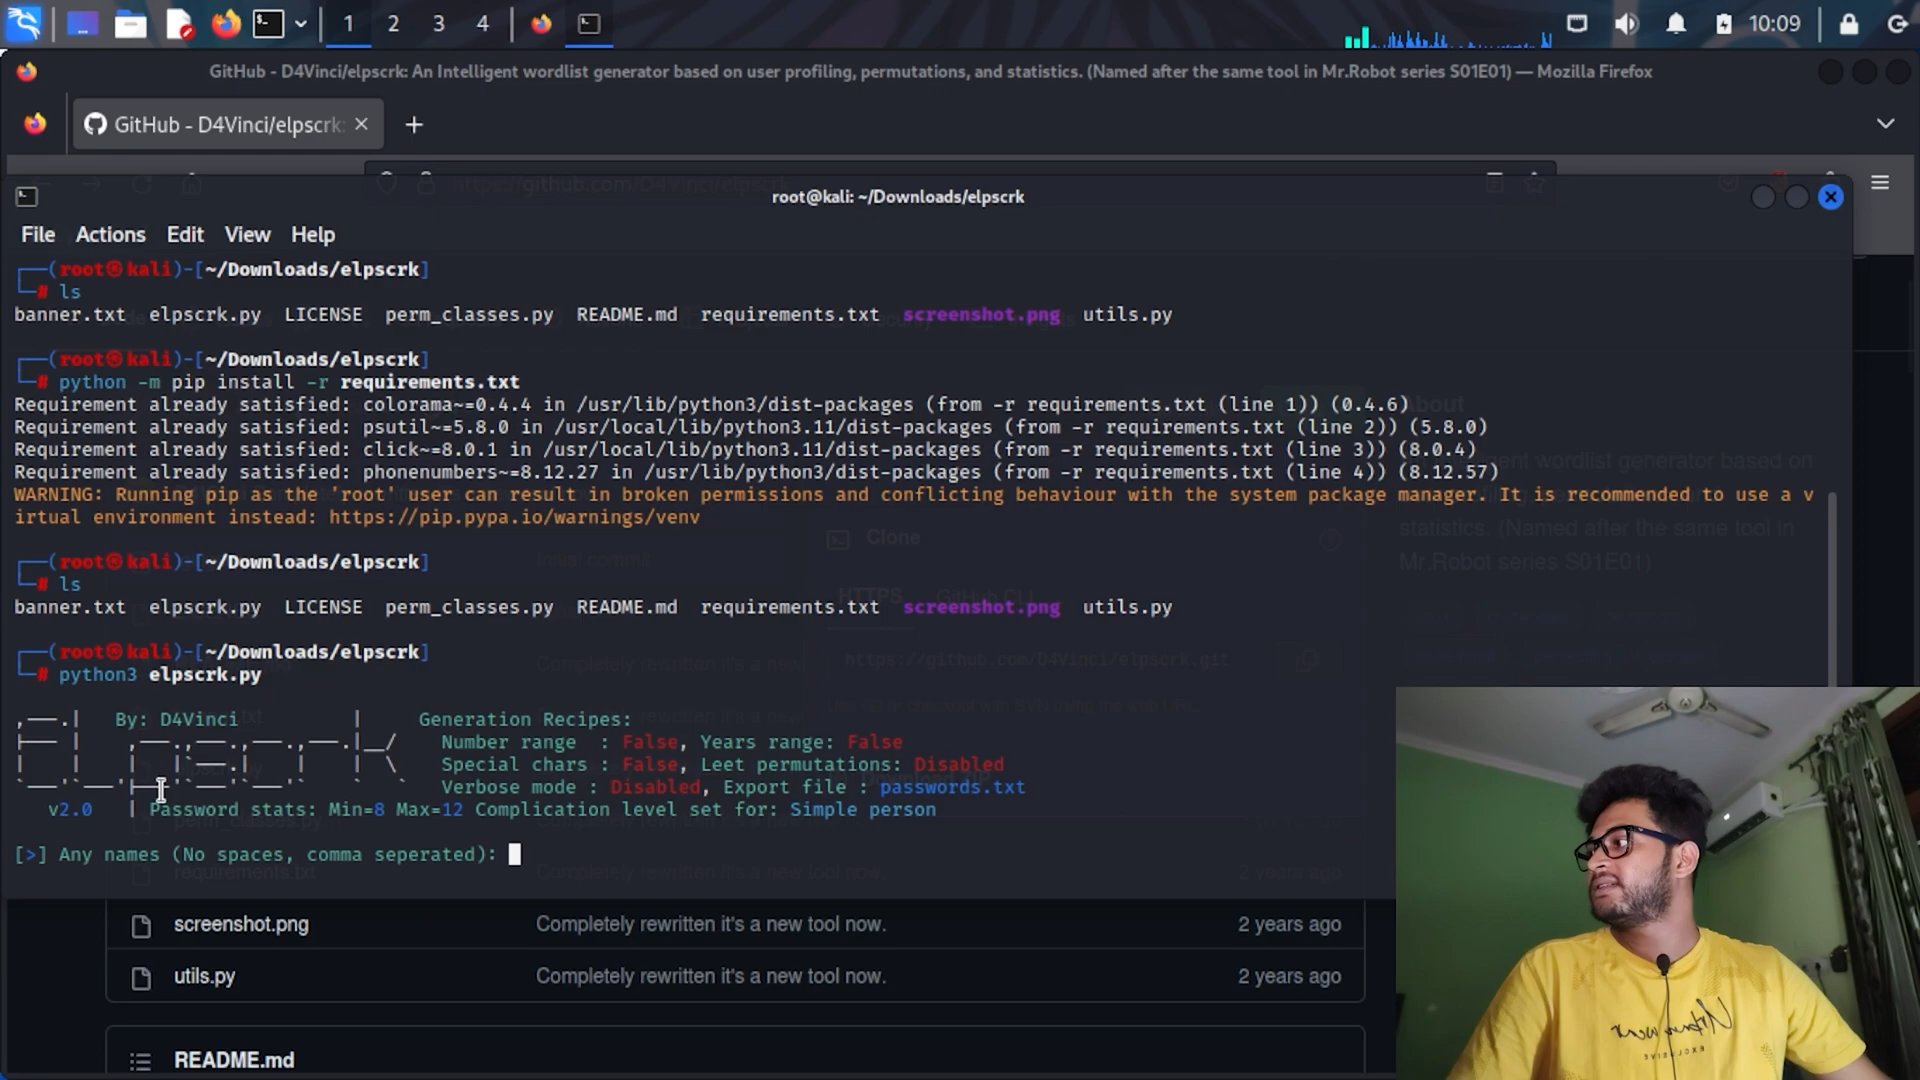 1 2 3 4
10:09
GitHub - D4Vinci/elpscrk: An Intelligent wordlist generator based on user profiling, permutations, and statistics. (Named after the same tool in Mr.Robot series S01E01) — Mozilla Firefox
GitHub - D4Vinci/elpscrk:
root@kali: ~/Downloads/elpscrk
File Actions Edit View Help
(root㉿kali)-[~/Downloads/elpscrk]
# ls
banner.txt elpscrk.py LICENSE perm_classes.py README.md requirements.txt screenshot.png utils.py
(root㉿kali)-[~/Downloads/elpscrk]
# python -m pip install -r requirements.txt
Requirement already satisfied: colorama~=0.4.4 in /usr/lib/python3/dist-packages (from -r requirements.txt (line 1)) (0.4.6)
Requirement already satisfied: psutil~=5.8.0 in /usr/local/lib/python3.11/dist-packages (from -r requirements.txt (line 2)) (5.8.0)
Requirement already satisfied: click~=8.0.1 in /usr/local/lib/python3.11/dist-packages (from -r requirements.txt (line 3)) (8.0.4)
Requirement already satisfied: phonenumbers~=8.12.27 in /usr/lib/python3/dist-packages (from -r requirements.txt (line 4)) (8.12.57)
WARNING: Running pip as the 'root' user can result in broken permissions and conflicting behaviour with the system package manager. It is recommended to use a v
irtual environment instead: https://pip.pypa.io/warnings/venv
(root㉿kali)-[~/Downloads/elpscrk]
# ls
banner.txt elpscrk.py LICENSE perm_classes.py README.md requirements.txt screenshot.png utils.py
(root㉿kali)-[~/Downloads/elpscrk]
# python3 elpscrk.py
By: D4Vinci Generation Recipes:
Number range : False, Years range: False
Special chars : False, Leet permutations: Disabled
Verbose mode : Disabled, Export file : passwords.txt
v2.0 | Password stats: Min=8 Max=12 Complication level set for: Simple person
[>] Any names (No spaces, comma seperated):
screenshot.png Completely rewritten it's a new tool now. 2 years ago
utils.py Completely rewritten it's a new tool now. 2 years ago
README.md